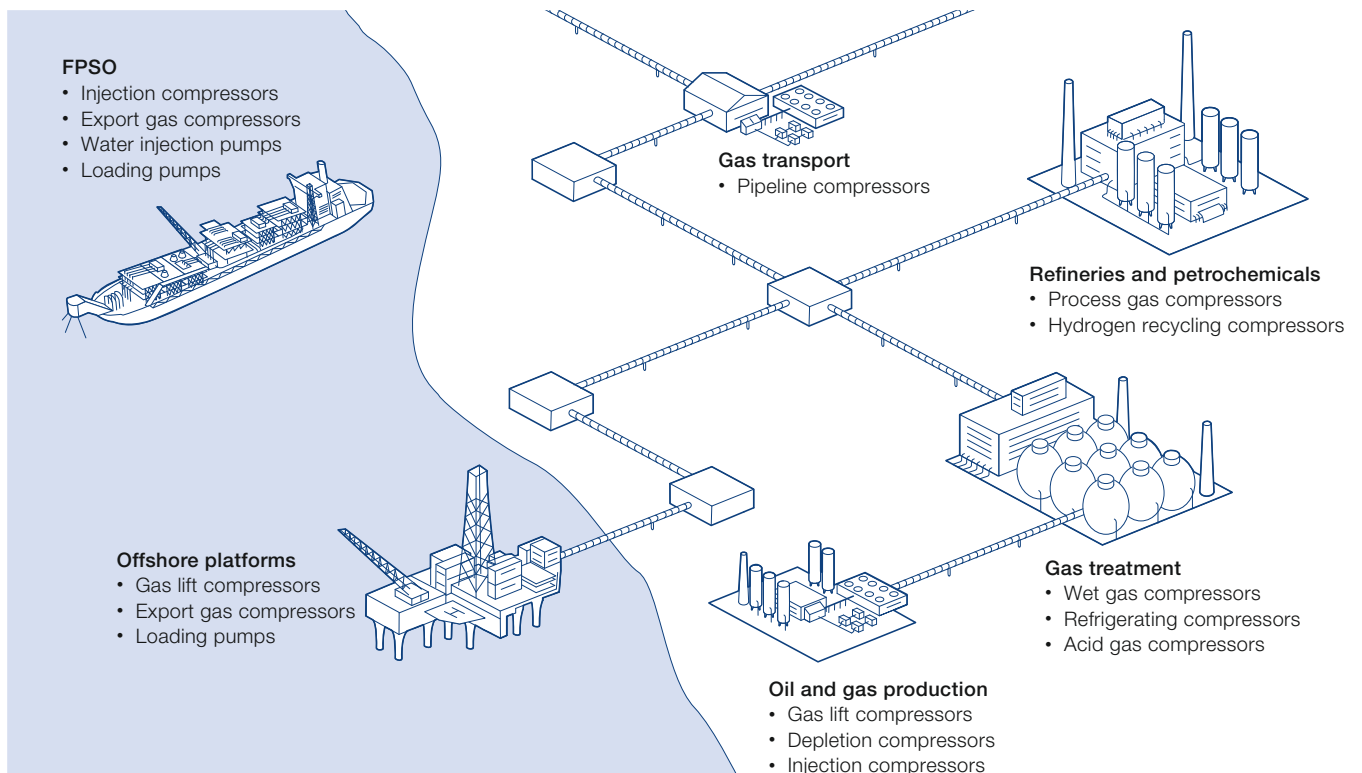 FPSO
• Injection compressors
• Export gas compressors
• Water injection pumps
• Loading pumps
Gas transport
• Pipeline compressors
Refineries and petrochemicals
• Process gas compressors
• Hydrogen recycling compressors
Offshore platforms
• Gas lift compressors
• Export gas compressors
• Loading pumps
H
Gas treatment
• Wet gas compressors
• Refrigerating compressors
• Acid gas compressors
Oil and gas production
• Gas lift compressors
• Depletion compressors
• Injection compressors